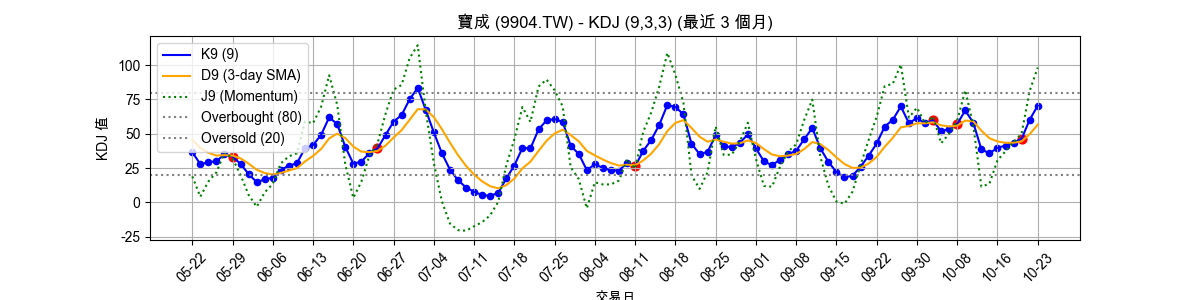 寶成 (9904.TW) - KDJ (9,3,3) (最近 3 個月)
K9 (9)
D9 (3-day SMA)
J9 (Momentum)
Overbought (80)
Oversold (20)
KDJ 值
100
75
50
25
0
-25
05-22 05-29 06-06 06-13 06-20 06-27 07-04 07-11 07-18 07-25 08-04 08-11 08-18 08-25 09-01 09-08 09-15 09-22 09-30 10-08 10-16 10-23
交易日